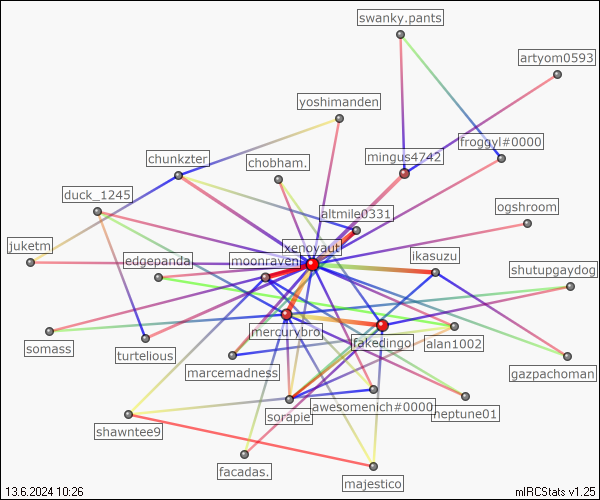 swanky.pants
artyom0593
yoshimanden
froggyl#0000
mingus4742
chunkzter
chobham.
duck_1245
altmile0331
ogshroom
xenoyaut
juketm
edgepanda
moonraven
ikasuzu
shutupgaydog
mercurybro.
somass
turtelious
fakedingo
alan1002
marcemadness
gazpachoman
sorapie
awesomenich#0000
neptune01
shawntee9
facadas.
majestico
13.6.2024 10:26
mIRCStats v1.25